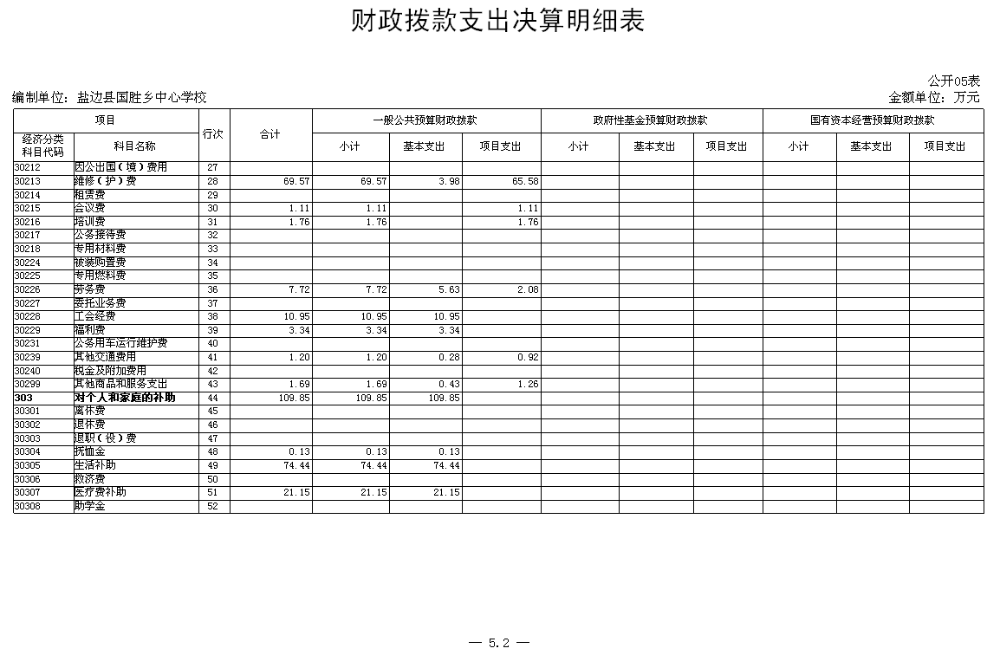 财政拨款支出决算明细表
公开05表
编制单位：盐边县国胜乡中心学校 金额单位：万元
项目 行次 合计 一般公共预算财政拨款 政府性基金预算财政拨款 国有资本经营预算财政拨款
经济分类科目代码 科目名称 小计 基本支出 项目支出 小计 基本支出 项目支出 小计 基本支出 项目支出
30212 因公出国（境）费用 27
30213 维修（护）费 28 69.57 69.57 3.98 65.58
30214 租赁费 29
30215 会议费 30 1.11 1.11 1.11
30216 培训费 31 1.76 1.76 1.76
30217 公务接待费 32
30218 专用材料费 33
30224 被装购置费 34
30225 专用燃料费 35
30226 劳务费 36 7.72 7.72 5.63 2.08
30227 委托业务费 37
30228 工会经费 38 10.95 10.95 10.95
30229 福利费 39 3.34 3.34 3.34
30231 公务用车运行维护费 40
30239 其他交通费用 41 1.20 1.20 0.28 0.92
30240 税金及附加费用 42
30299 其他商品和服务支出 43 1.69 1.69 0.43 1.26
303 对个人和家庭的补助 44 109.85 109.85 109.85
30301 离休费 45
30302 退休费 46
30303 退职（役）费 47
30304 抚恤金 48 0.13 0.13 0.13
30305 生活补助 49 74.44 74.44 74.44
30306 救济费 50
30307 医疗费补助 51 21.15 21.15 21.15
30308 助学金 52
— 5.2 —